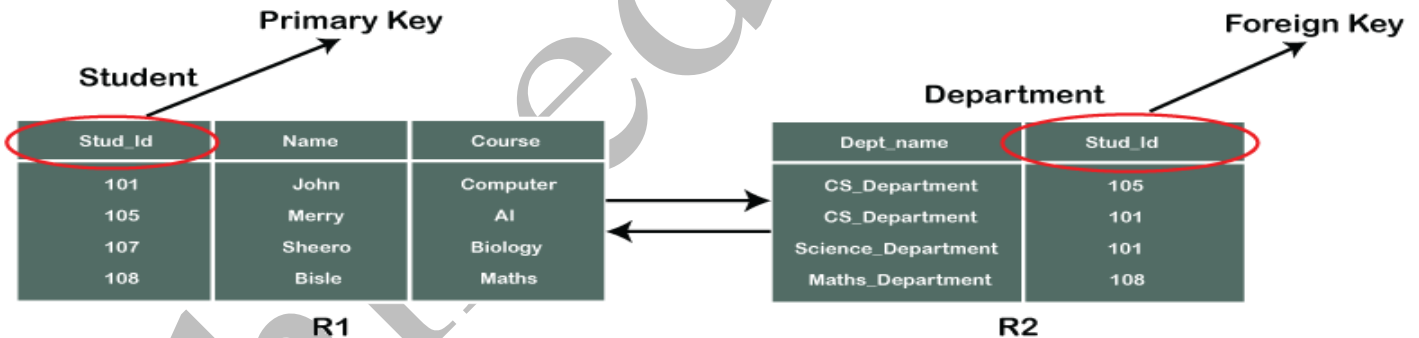 Primary Key
Foreign Key
Student
Department
Stud_Id Name Course
101 John Computer
105 Merry AI
107 Sheero Biology
108 Bisle Maths
R1
Dept_name Stud_Id
CS_Department 105
CS_Department 101
Science_Department 101
Maths_Department 108
R2